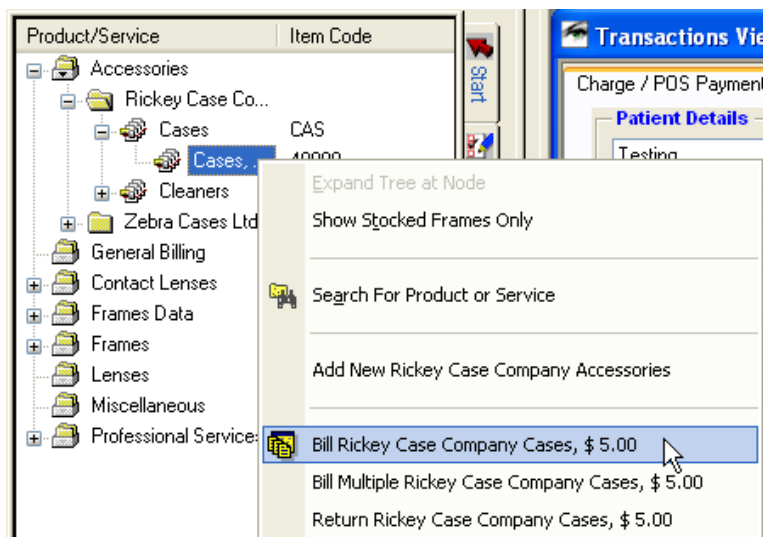 Product/Service Item Code
Accessories
Rickey Case Co...
Cases CAS
Cases,
Cleaners
Zebra Cases Ltd
General Billing
Contact Lenses
Frames Data
Frames
Lenses
Miscellaneous
Professional Service
Start
Transactions Vie
Charge / POS Payment
Patient Details
Testing
Expand Tree at Node
Show Stocked Frames Only
Search For Product or Service
Add New Rickey Case Company Accessories
Bill Rickey Case Company Cases, $ 5.00
Bill Multiple Rickey Case Company Cases, $ 5.00
Return Rickey Case Company Cases, $ 5.00